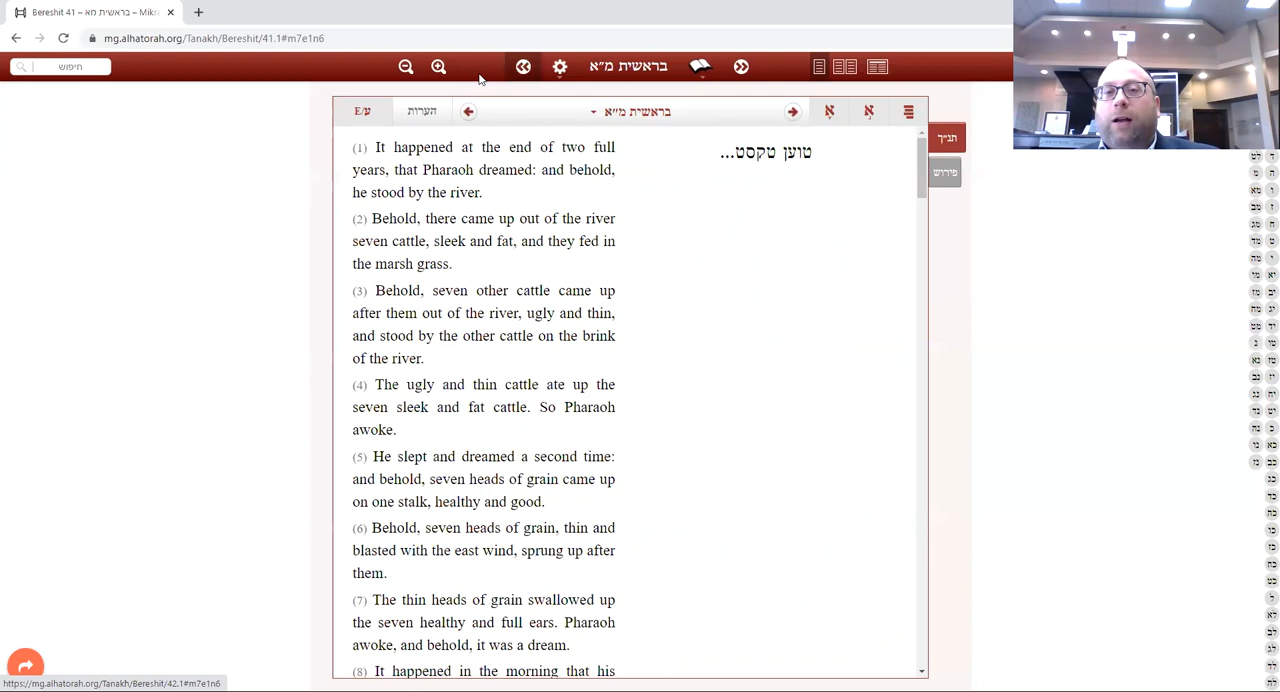 Bereshit 41 – בראשית מא – Mikr
mg.alhatorah.org/Tanakh/Bereshit/41.1#m7e1n6
חיפוש
בראשית מ״א
ע/E
הערות
בראשית מ״א
אָ
אֽ
תנ״ך
פירוש
טוען טקסט...
(1) It happened at the end of two full
years, that Pharaoh dreamed: and behold,
he stood by the river.
(2) Behold, there came up out of the river
seven cattle, sleek and fat, and they fed in
the marsh grass.
(3) Behold, seven other cattle came up
after them out of the river, ugly and thin,
and stood by the other cattle on the brink
of the river.
(4) The ugly and thin cattle ate up the
seven sleek and fat cattle. So Pharaoh
awoke.
(5) He slept and dreamed a second time:
and behold, seven heads of grain came up
on one stalk, healthy and good.
(6) Behold, seven heads of grain, thin and
blasted with the east wind, sprung up after
them.
(7) The thin heads of grain swallowed up
the seven healthy and full ears. Pharaoh
awoke, and behold, it was a dream.
(8) It happened in the morning that his
https://mg.alhatorah.org/Tanakh/Bereshit/42.1#m7e1n6